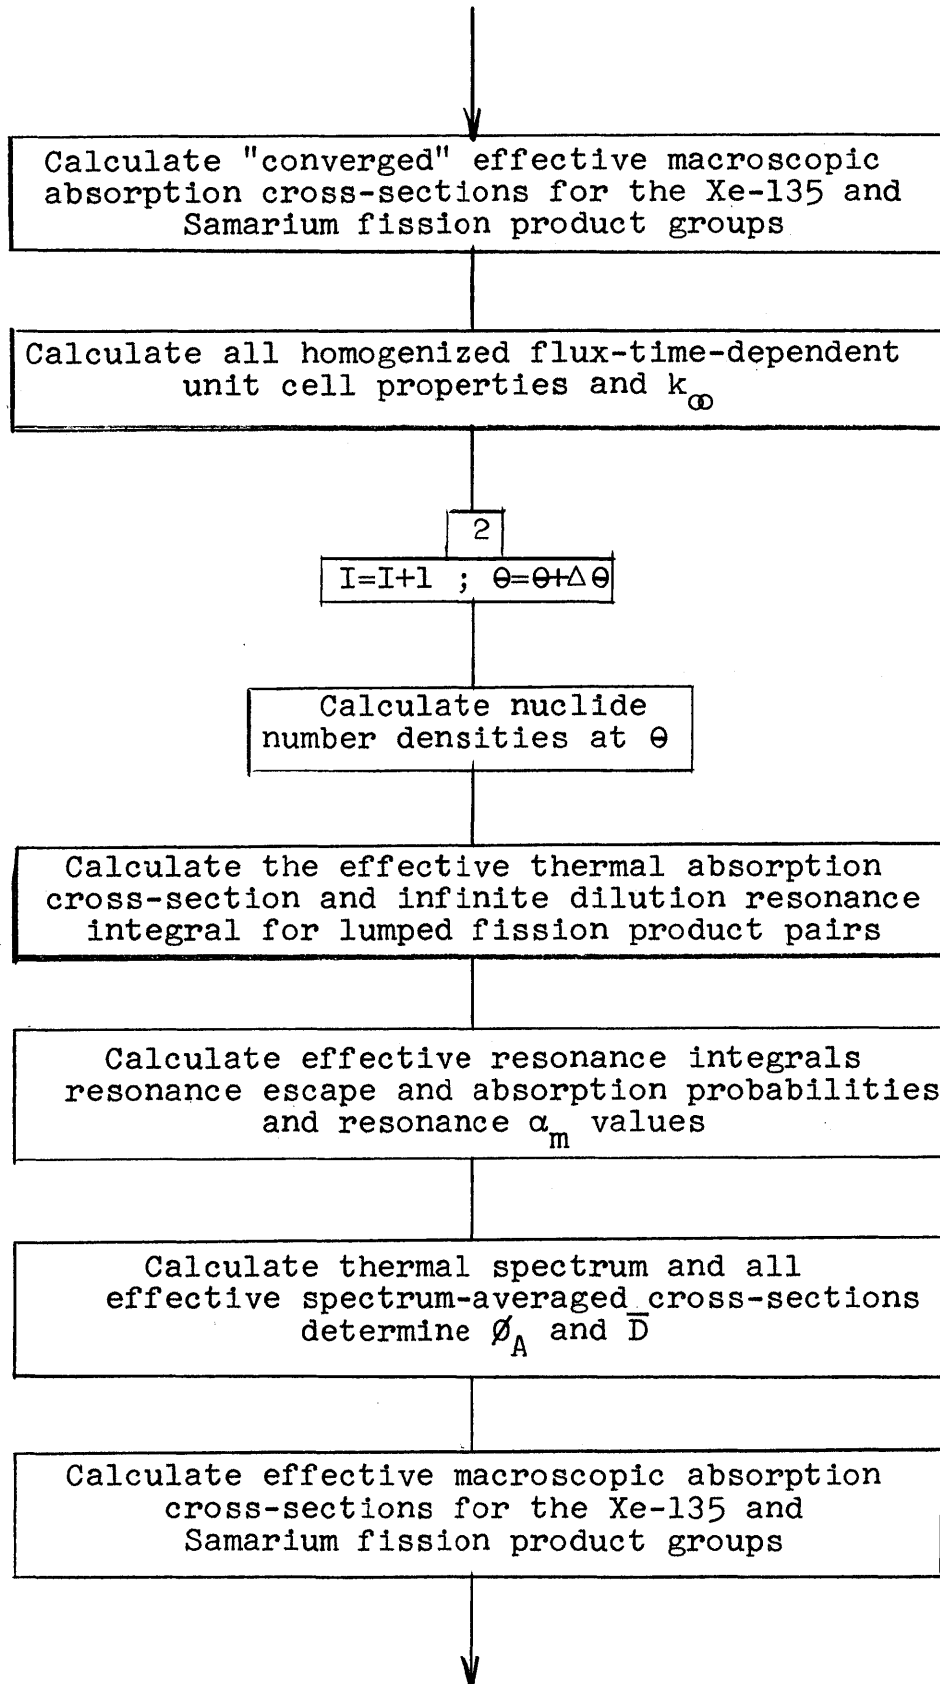 Calculate "converged" effective macroscopic
absorption cross-sections for the Xe-135 and
Samarium fission product groups
Calculate all homogenized flux-time-dependent
unit cell properties and k∞
2
I=I+1 ; θ=θ+Δθ
Calculate nuclide
number densities at θ
Calculate the effective thermal absorption
cross-section and infinite dilution resonance
integral for lumped fission product pairs
Calculate effective resonance integrals
resonance escape and absorption probabilities
and resonance αm values
Calculate thermal spectrum and all
effective spectrum-averaged cross-sections
determine Ø_A and D̅
Calculate effective macroscopic absorption
cross-sections for the Xe-135 and
Samarium fission product groups